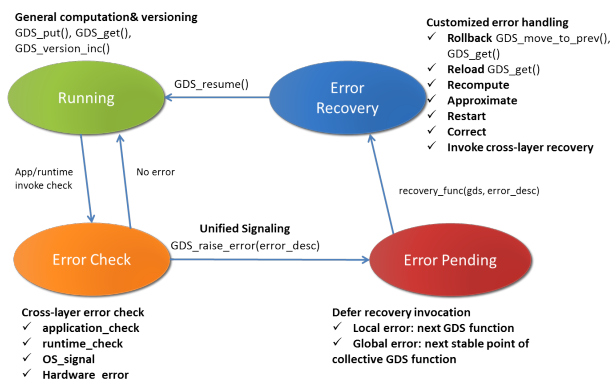 General computation& versioning
GDS_put(), GDS_get(),
GDS_version_inc()
Customized error handling
✓ Rollback GDS_move_to_prev(),
GDS_get()
✓ Reload GDS_get()
✓ Recompute
✓ Approximate
✓ Restart
✓ Correct
✓ Invoke cross-layer recovery
Running
GDS_resume()
Error
Recovery
App/runtime
invoke check
No error
recovery_func(gds, error_desc)
Unified Signaling
GDS_raise_error(error_desc)
Error Check
Error Pending
Cross-layer error check
✓ application_check
✓ runtime_check
✓ OS_signal
✓ Hardware_error
Defer recovery invocation
✓ Local error: next GDS function
✓ Global error: next stable point of
collective GDS function